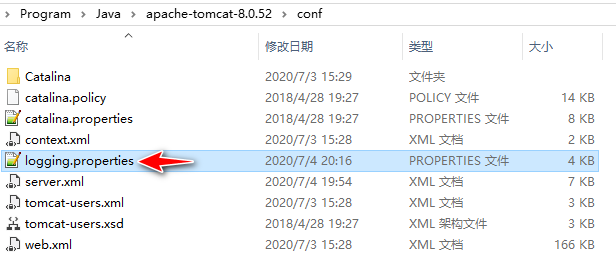 Program > Java > apache-tomcat-8.0.52 > conf
名称 修改日期 类型 大小
Catalina 2020/7/3 15:29 文件夹
catalina.policy 2018/4/28 19:27 POLICY 文件 14 KB
catalina.properties 2018/4/28 19:27 PROPERTIES 文件 8 KB
context.xml 2020/7/3 15:28 XML 文档 2 KB
logging.properties 2020/7/4 20:16 PROPERTIES 文件 4 KB
server.xml 2020/7/4 19:54 XML 文档 7 KB
tomcat-users.xml 2020/7/3 15:28 XML 文档 3 KB
tomcat-users.xsd 2018/4/28 19:27 XML 架构文件 3 KB
web.xml 2020/7/3 15:28 XML 文档 166 KB